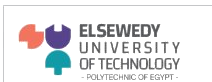 ELSEWEDY
UNIVERSITY
OF TECHNOLOGY
- POLYTECHNIC OF EGYPT -